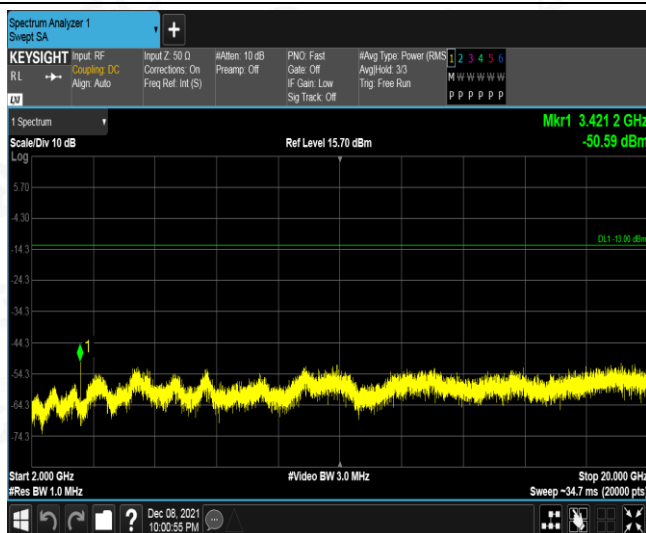 Spectrum Analyzer 1
Swept SA
+
KEYSIGHT Input: RF Input Z: 50 Ω #Atten: 10 dB PNO: Fast #Avg Type: Power (RMS 1 2 3 4 5 6
RL Coupling: DC Corrections: On Preamp: Off Gate: Off Avg|Hold: 3/3 M W W W W W
Align: Auto Freq Ref: Int (S) IF Gain: Low Trig: Free Run
LXI Sig Track: Off P P P P P P
1 Spectrum Mkr1 3.421 2 GHz
Scale/Div 10 dB Ref Level 15.70 dBm -50.59 dBm
Log
5.70
-4.30
DL1 -13.00 dBm
-14.3
-24.3
-34.3
-44.3
1
-54.3
-64.3
-74.3
Start 2.000 GHz #Video BW 3.0 MHz Stop 20.000 GHz
#Res BW 1.0 MHz Sweep ~34.7 ms (20000 pts)
? Dec 08, 2021
10:00:55 PM